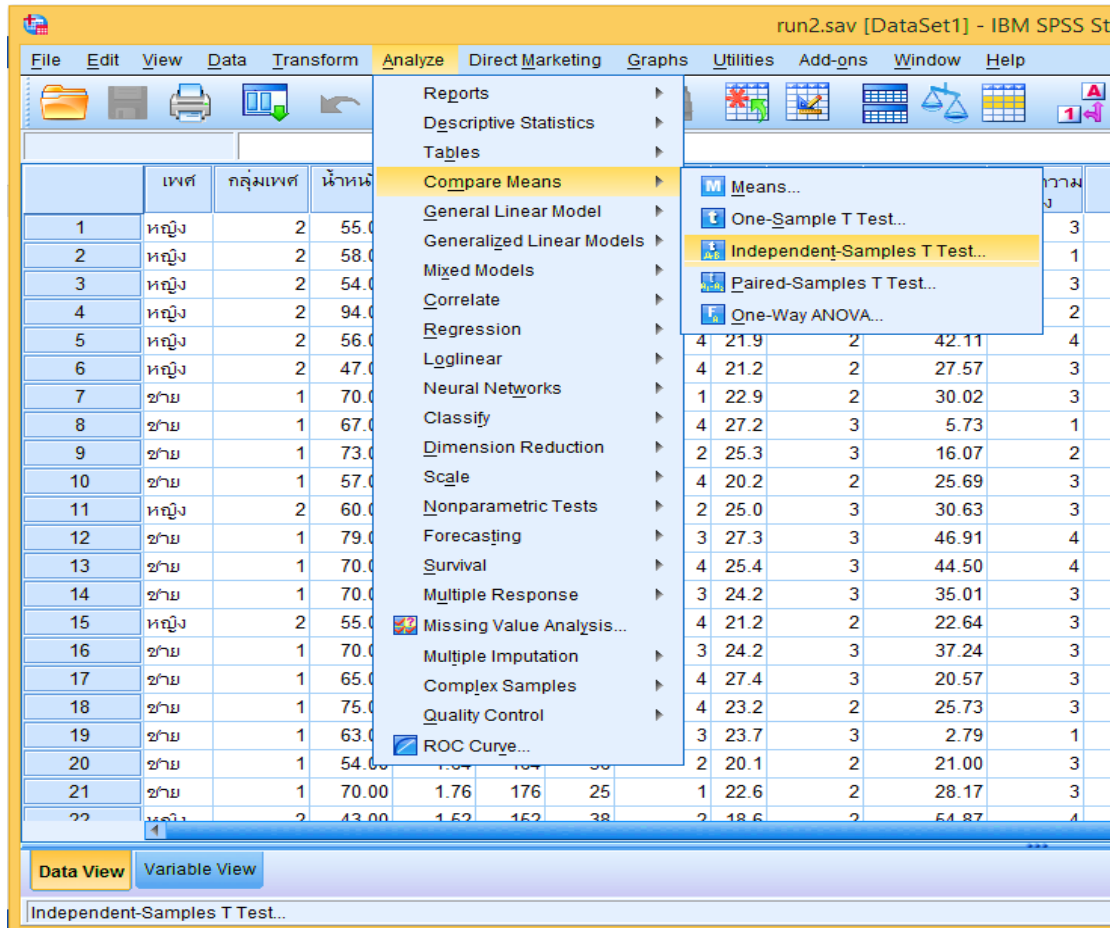 run2.sav [DataSet1] - IBM SPSS St
File Edit View Data Transform Analyze Direct Marketing Graphs Utilities Add-ons Window Help
Reports
Descriptive Statistics
Tables
Compare Means
General Linear Model
Generalized Linear Models
Mixed Models
Correlate
Regression
Loglinear
Neural Networks
Classify
Dimension Reduction
Scale
Nonparametric Tests
Forecasting
Survival
Multiple Response
Missing Value Analysis...
Multiple Imputation
Complex Samples
Quality Control
ROC Curve...
Means...
One-Sample T Test...
Independent-Samples T Test...
Paired-Samples T Test...
One-Way ANOVA...
เพศ กลุ่มเพศ
1 หญิง 2 55.0 3
2 หญิง 2 58.0 1
3 หญิง 2 54.0 3
4 หญิง 2 94.0 2
5 หญิง 2 56.0 4 21.9 2 42.11 4
6 หญิง 2 47.0 4 21.2 2 27.57 3
7 ชาย 1 70.0 1 22.9 2 30.02 3
8 ชาย 1 67.0 4 27.2 3 5.73 1
9 ชาย 1 73.0 2 25.3 3 16.07 2
10 ชาย 1 57.0 4 20.2 2 25.69 3
11 หญิง 2 60.0 2 25.0 3 30.63 3
12 ชาย 1 79.0 3 27.3 3 46.91 4
13 ชาย 1 70.0 4 25.4 3 44.50 4
14 ชาย 1 70.0 3 24.2 3 35.01 3
15 หญิง 2 55.0 4 21.2 2 22.64 3
16 ชาย 1 70.0 3 24.2 3 37.24 3
17 ชาย 1 65.0 4 27.4 3 20.57 3
18 ชาย 1 75.0 4 23.2 2 25.73 3
19 ชาย 1 63.0 3 23.7 3 2.79 1
20 ชาย 1 54.00 2 20.1 2 21.00 3
21 ชาย 1 70.00 1.76 176 25 1 22.6 2 28.17 3
22 หญิง 2 43.00 1.52 152 38 2 18.6 2 54.87 4
Data View Variable View
Independent-Samples T Test...